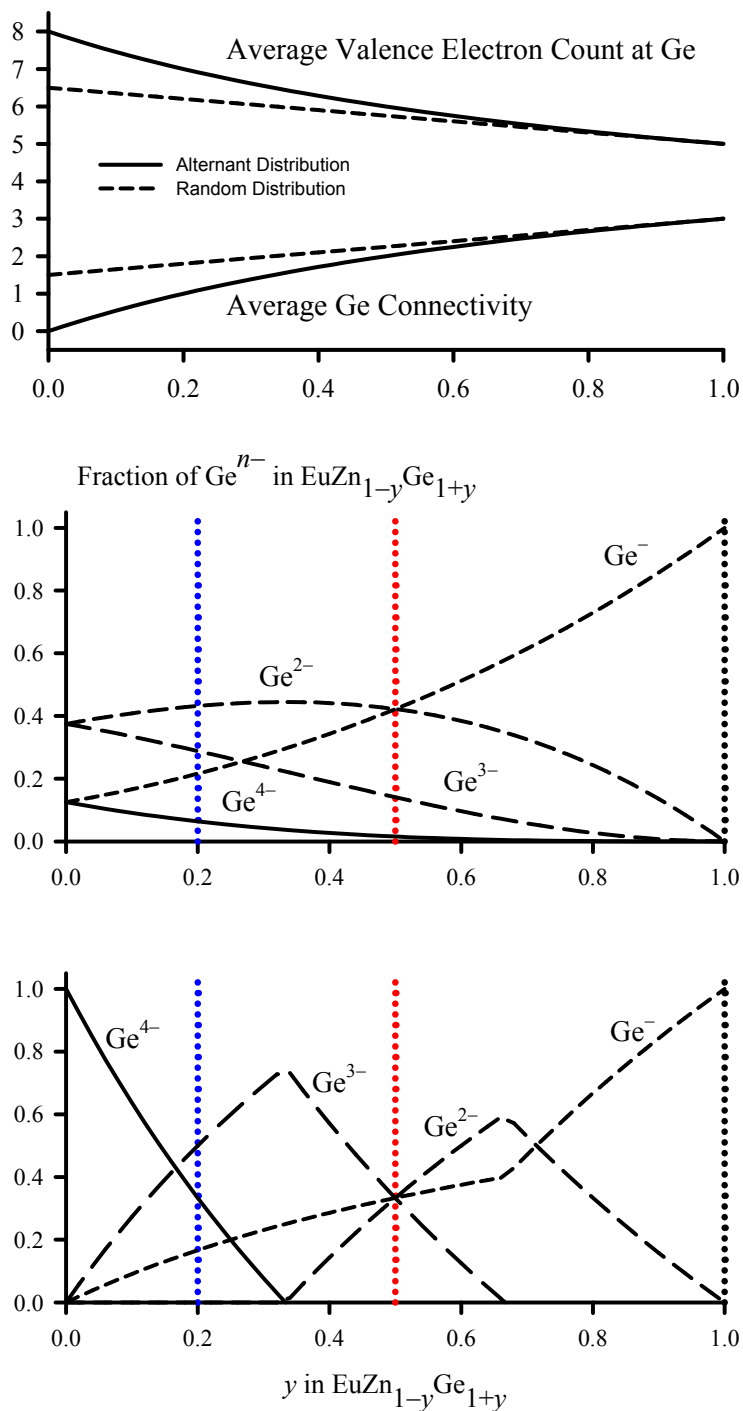 8
Average Valence Electron Count at Ge
7
6
5
Alternant Distribution
4
Random Distribution
3
2
1
Average Ge Connectivity
0
0.0 0.2 0.4 0.6 0.8 1.0
Fraction of Geⁿ⁻ in EuZn₁₋yGe₁₊y
1.0
Ge⁻
0.8
0.6
Ge²⁻
0.4
Ge³⁻
0.2
Ge⁴⁻
0.0
0.0 0.2 0.4 0.6 0.8 1.0
1.0
Ge⁴⁻ Ge⁻
0.8
Ge³⁻
Ge²⁻
0.6
0.4
0.2
0.0
0.0 0.2 0.4 0.6 0.8 1.0
y in EuZn₁₋yGe₁₊y